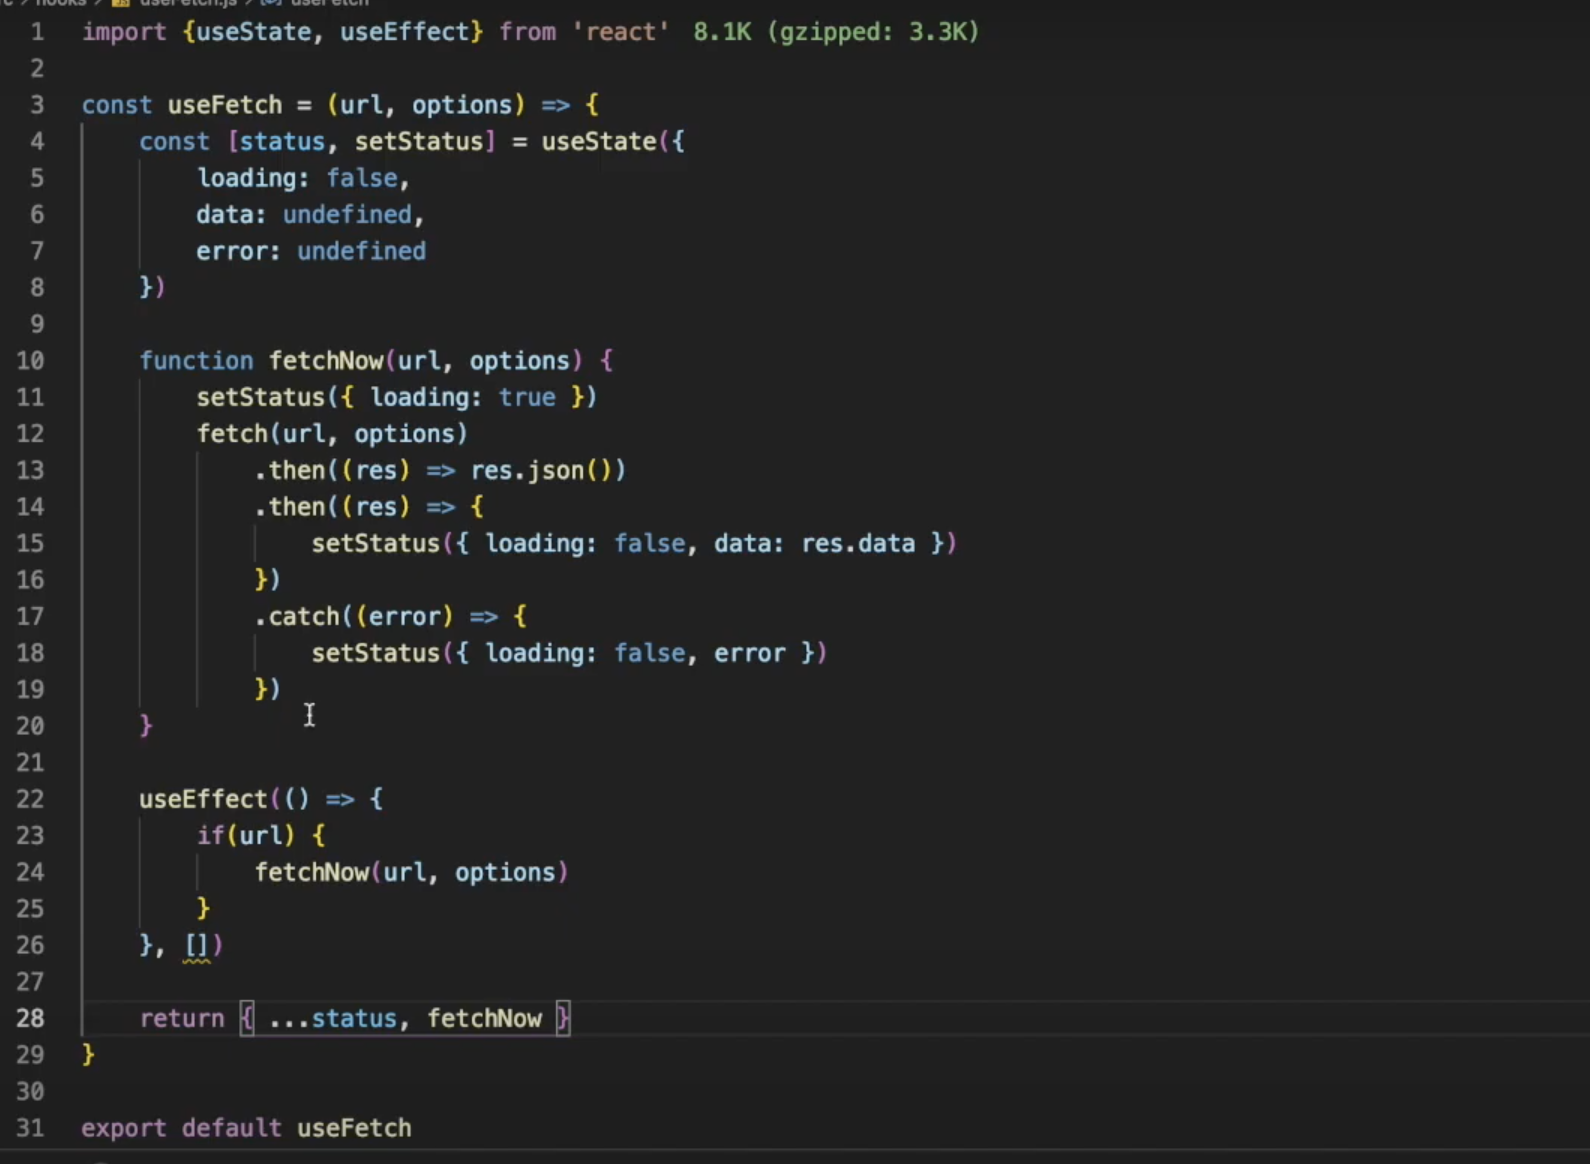 hooks > useFetch.js > useFetch
1 import {useState, useEffect} from 'react' 8.1K (gzipped: 3.3K)
2
3 const useFetch = (url, options) => {
4     const [status, setStatus] = useState({
5         loading: false,
6         data: undefined,
7         error: undefined
8     })
9
10     function fetchNow(url, options) {
11         setStatus({ loading: true })
12         fetch(url, options)
13             .then((res) => res.json())
14             .then((res) => {
15                 setStatus({ loading: false, data: res.data })
16             })
17             .catch((error) => {
18                 setStatus({ loading: false, error })
19             })
20     }
21
22     useEffect(() => {
23         if(url) {
24             fetchNow(url, options)
25         }
26     }, [])
27
28     return { ...status, fetchNow }
29 }
30
31 export default useFetch